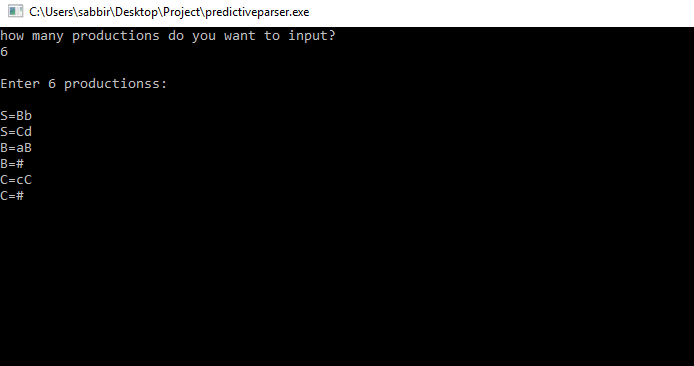 C:\Users\sabbir\Desktop\Project\predictiveparser.exe
how many productions do you want to input?
6
Enter 6 productionss:
S=Bb
S=Cd
B=aB
B=#
C=cC
C=#